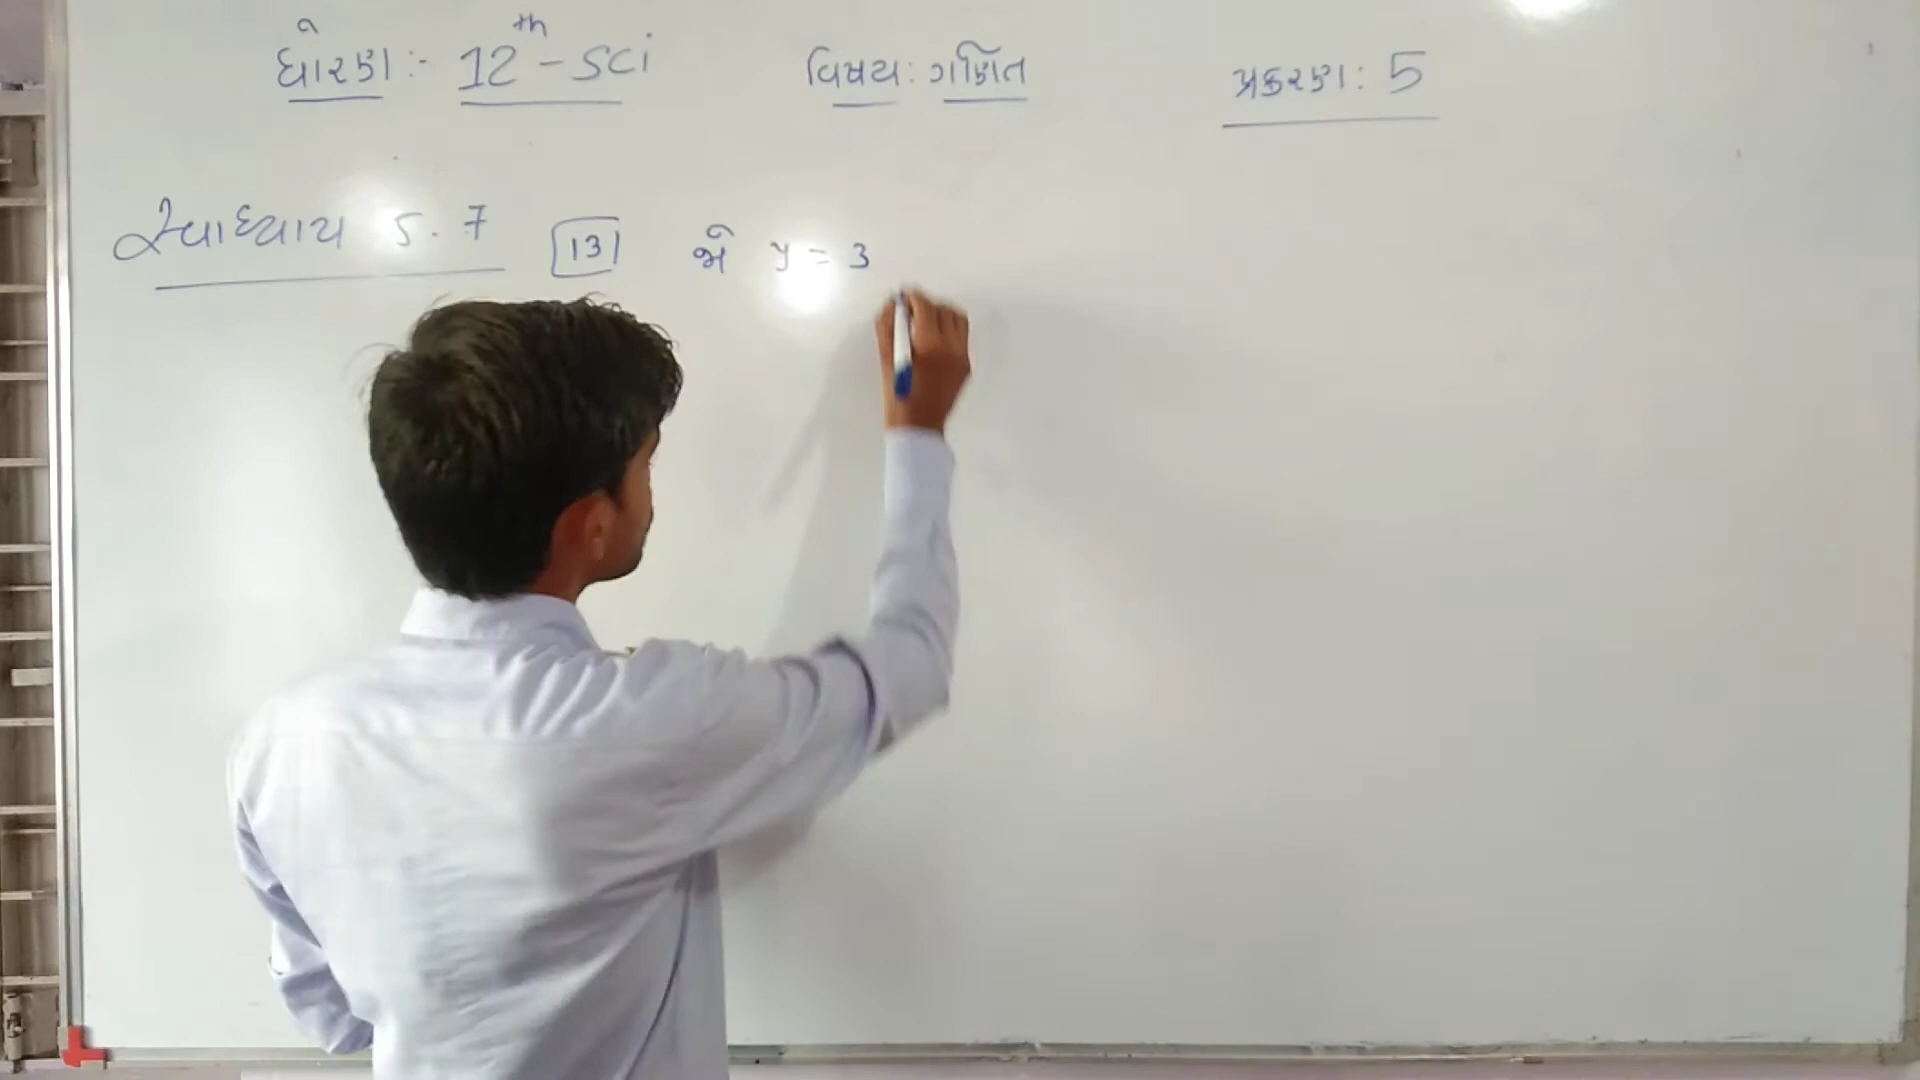 ધોરણ :- 12th - Sci વિષય : ગણિત પ્રકરણ : 5
સ્વાધ્યાય 5.7 13 જો y = 3